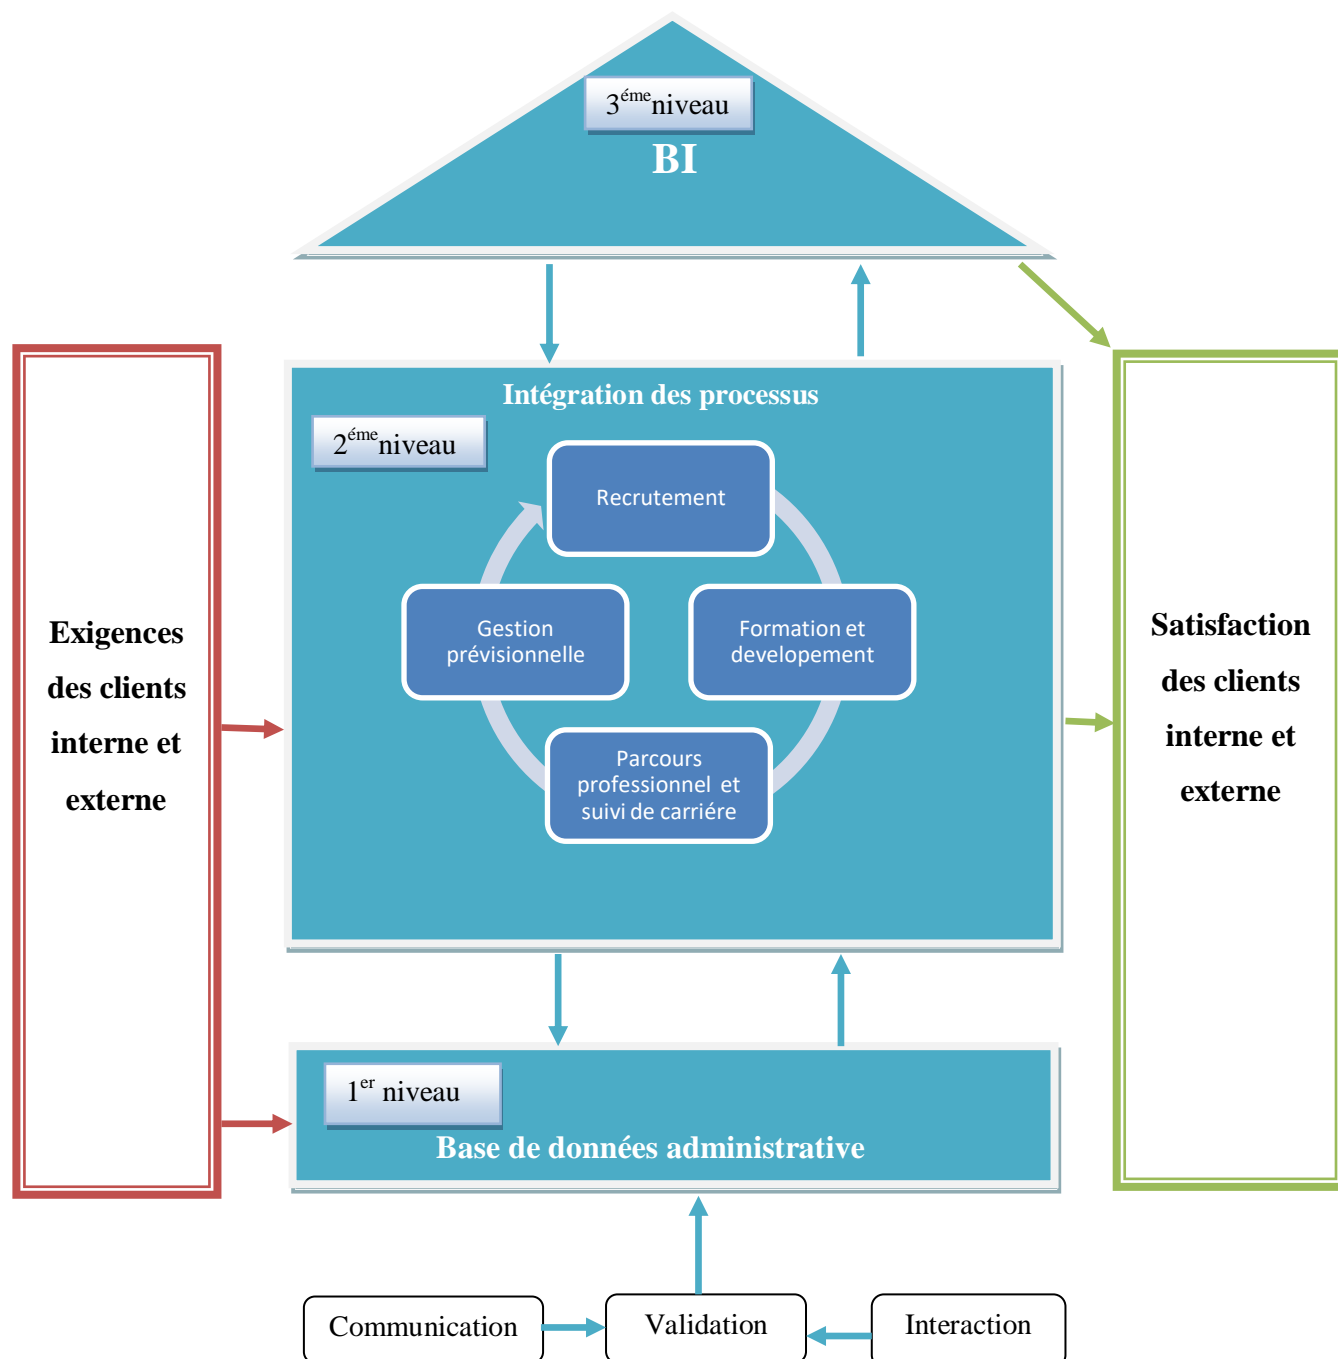 3éme niveau
BI
Intégration des processus
2éme niveau
Recrutement
Gestion
prévisionnelle
Formation et
developement
Parcours
professionnel et
suivi de carriére
Exigences
des clients
interne et
externe
Satisfaction
des clients
interne et
externe
1er niveau
Base de données administrative
Communication
Validation
Interaction